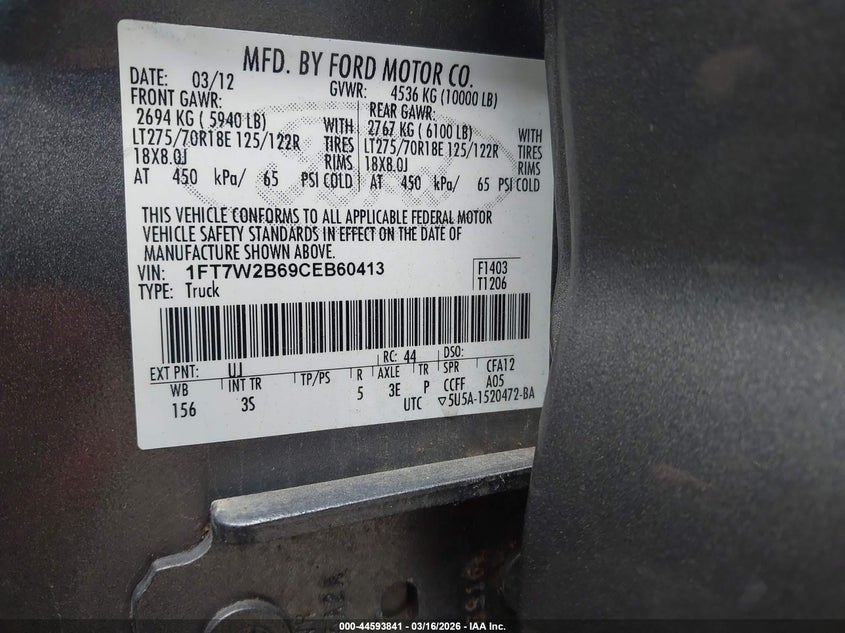 MFD. BY FORD MOTOR CO.
DATE: 03/12 GVWR: 4536 KG (10000 LB)
FRONT GAWR: REAR GAWR:
2694 KG ( 5940 LB) WITH 2767 KG ( 6100 LB) WITH
LT275/70R18E 125/122R TIRES LT275/70R18E 125/122R TIRES
18X8.0J RIMS 18X8.0J RIMS
AT 450 kPa/ 65 PSI COLD AT 450 kPa/ 65 PSI COLD
THIS VEHICLE CONFORMS TO ALL APPLICABLE FEDERAL MOTOR
VEHICLE SAFETY STANDARDS IN EFFECT ON THE DATE OF
MANUFACTURE SHOWN ABOVE.
VIN: 1FT7W2B69CEB60413 F1403
TYPE: Truck T1206
EXT PNT: UJ RC: 44 DSO:
WB INT TR TP/PS R AXLE TR SPR CFA12
156 3S 5 3E P CCFF A05
UTC ▽5U5A-1520472-BA
000-44593841 - 03/16/2026 - IAA Inc.